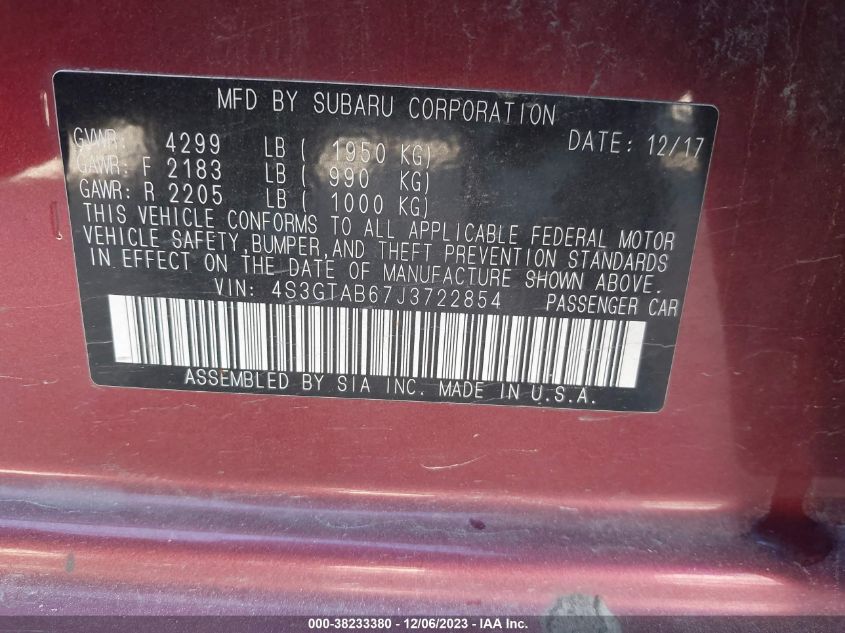 MFD BY SUBARU CORPORATION
GVWR: 4299 LB ( 1950 KG) DATE: 12/17
GAWR: F 2183 LB ( 990 KG)
GAWR: R 2205 LB ( 1000 KG)
THIS VEHICLE CONFORMS TO ALL APPLICABLE FEDERAL MOTOR
VEHICLE SAFETY, BUMPER, AND THEFT PREVENTION STANDARDS
IN EFFECT ON THE DATE OF MANUFACTURE SHOWN ABOVE.
VIN: 4S3GTAB67J3722854 PASSENGER CAR
ASSEMBLED BY SIA INC. MADE IN U.S.A.
000-38233380 - 12/06/2023 - IAA Inc.